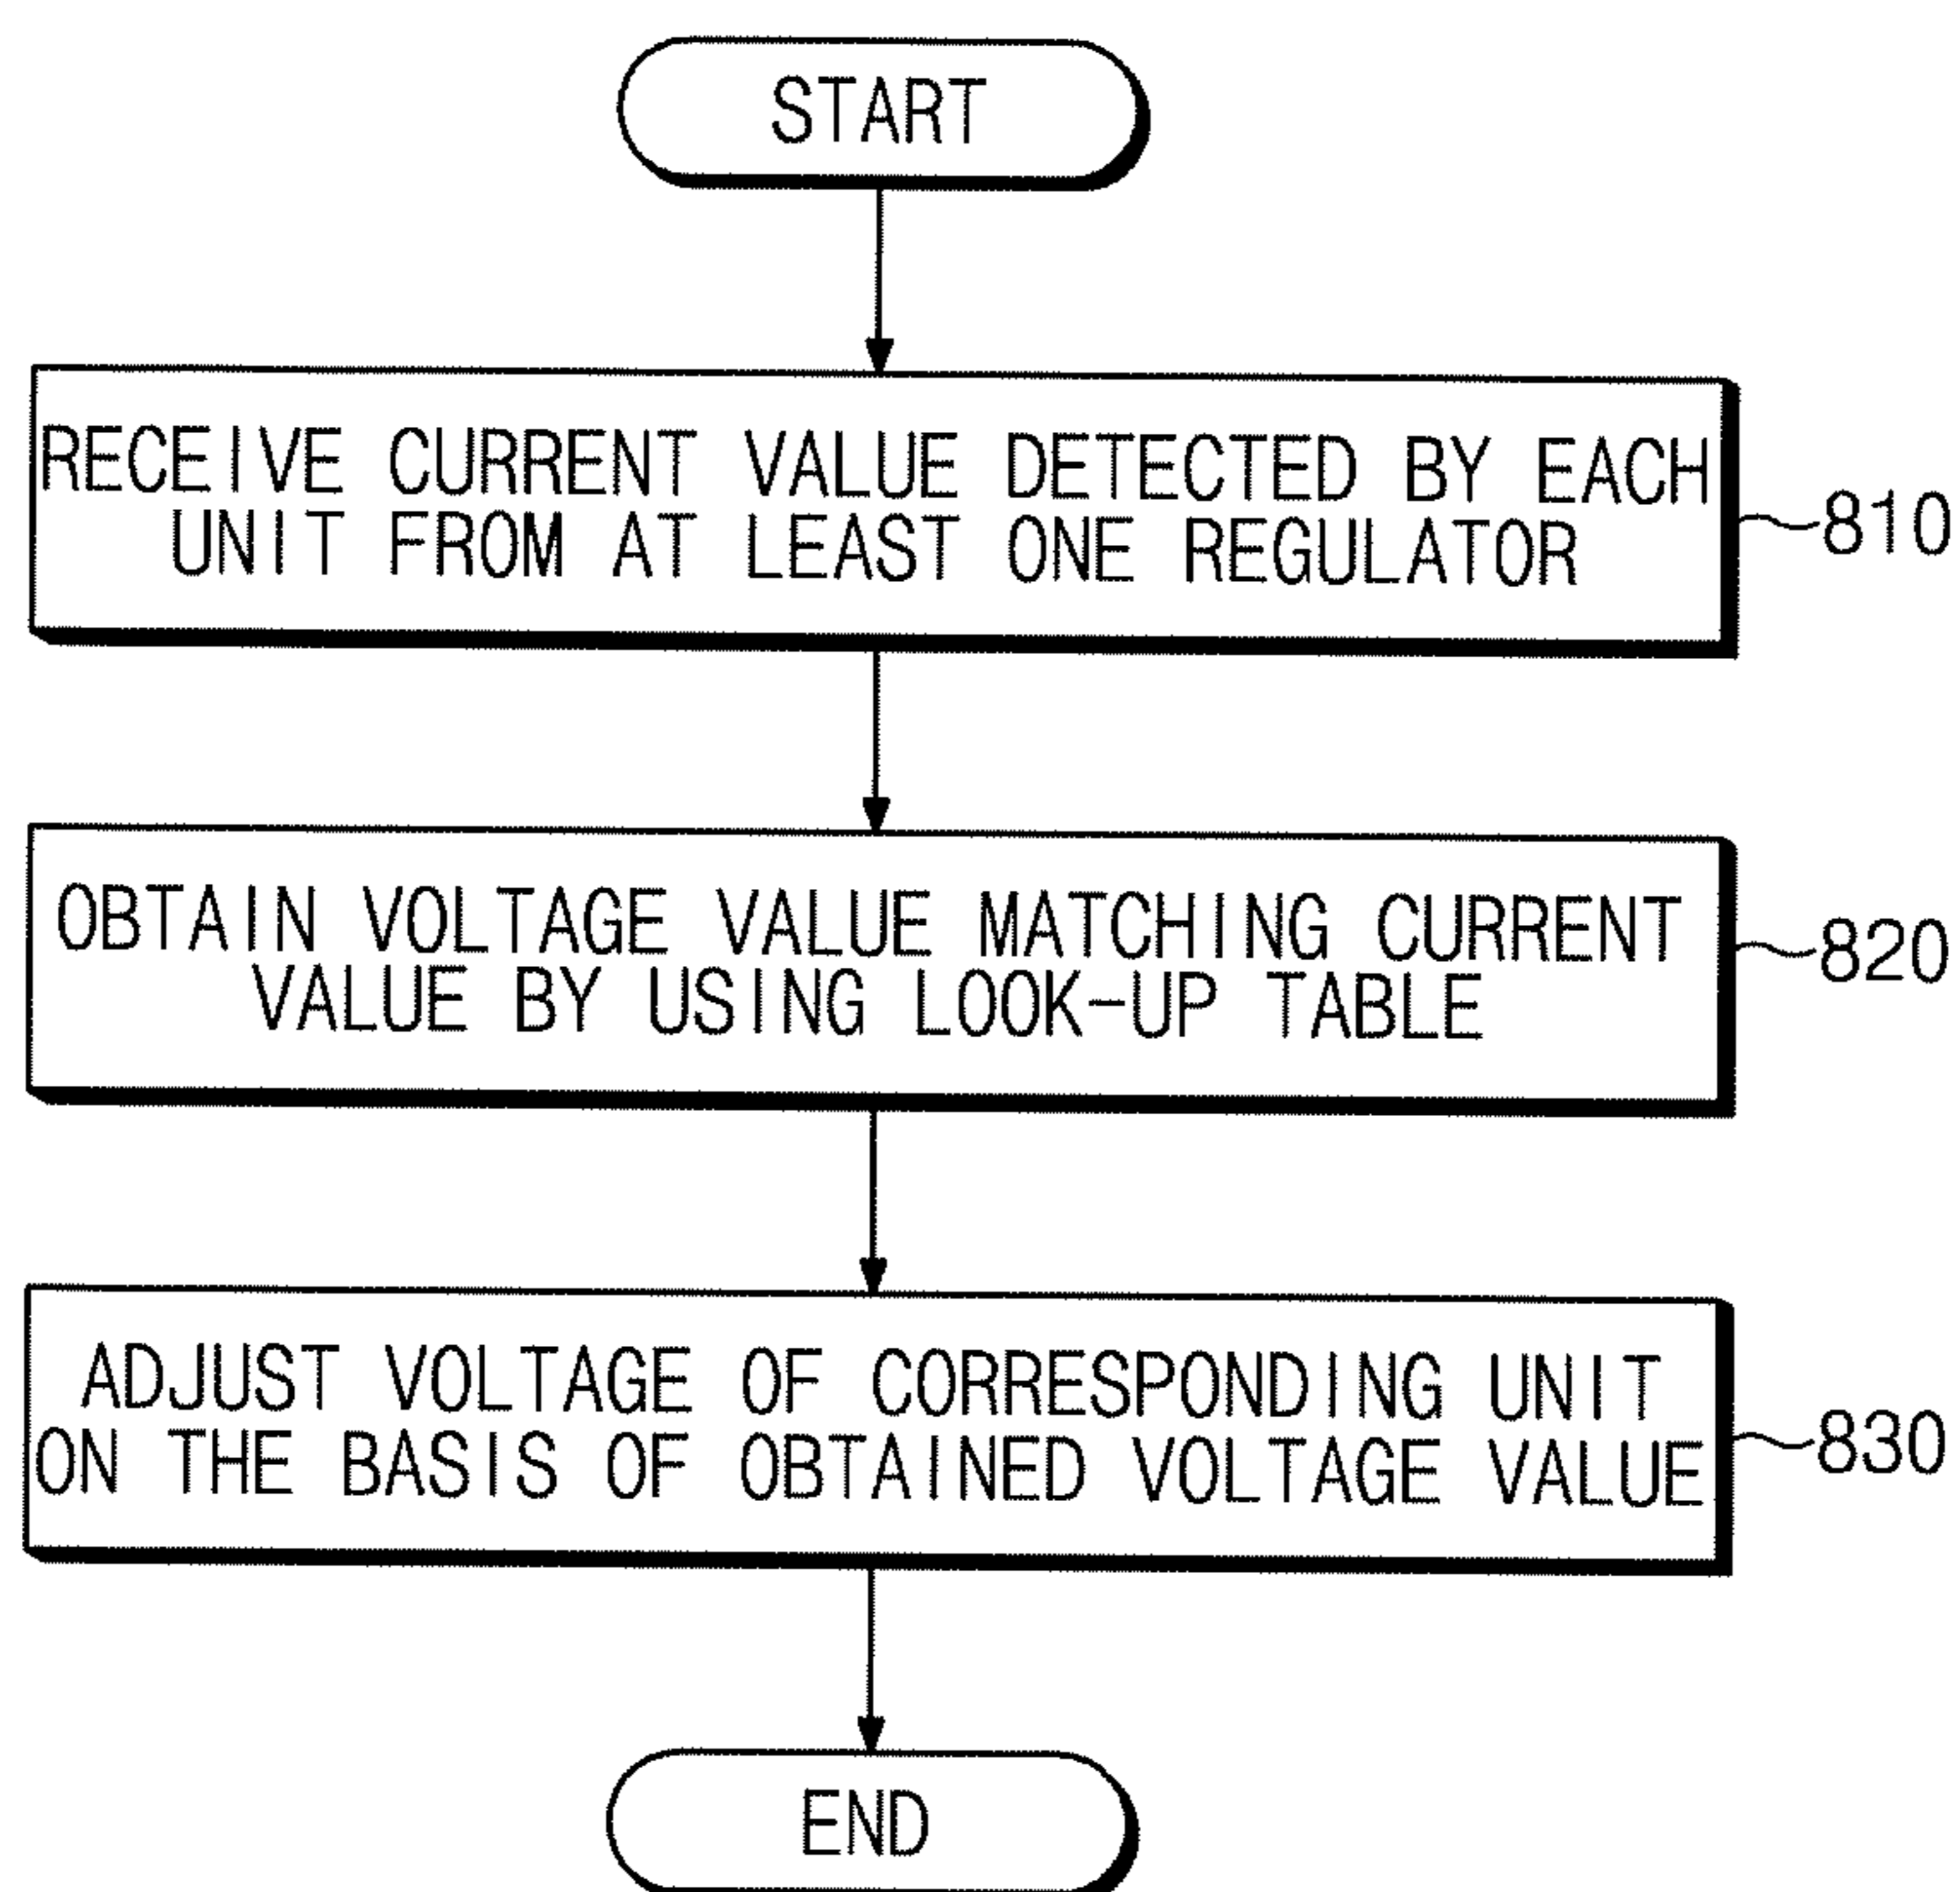 START
RECEIVE CURRENT VALUE DETECTED BY EACH
UNIT FROM AT LEAST ONE REGULATOR
810
OBTAIN VOLTAGE VALUE MATCHING CURRENT
VALUE BY USING LOOK-UP TABLE
820
ADJUST VOLTAGE OF CORRESPONDING UNIT
ON THE BASIS OF OBTAINED VOLTAGE VALUE
830
END